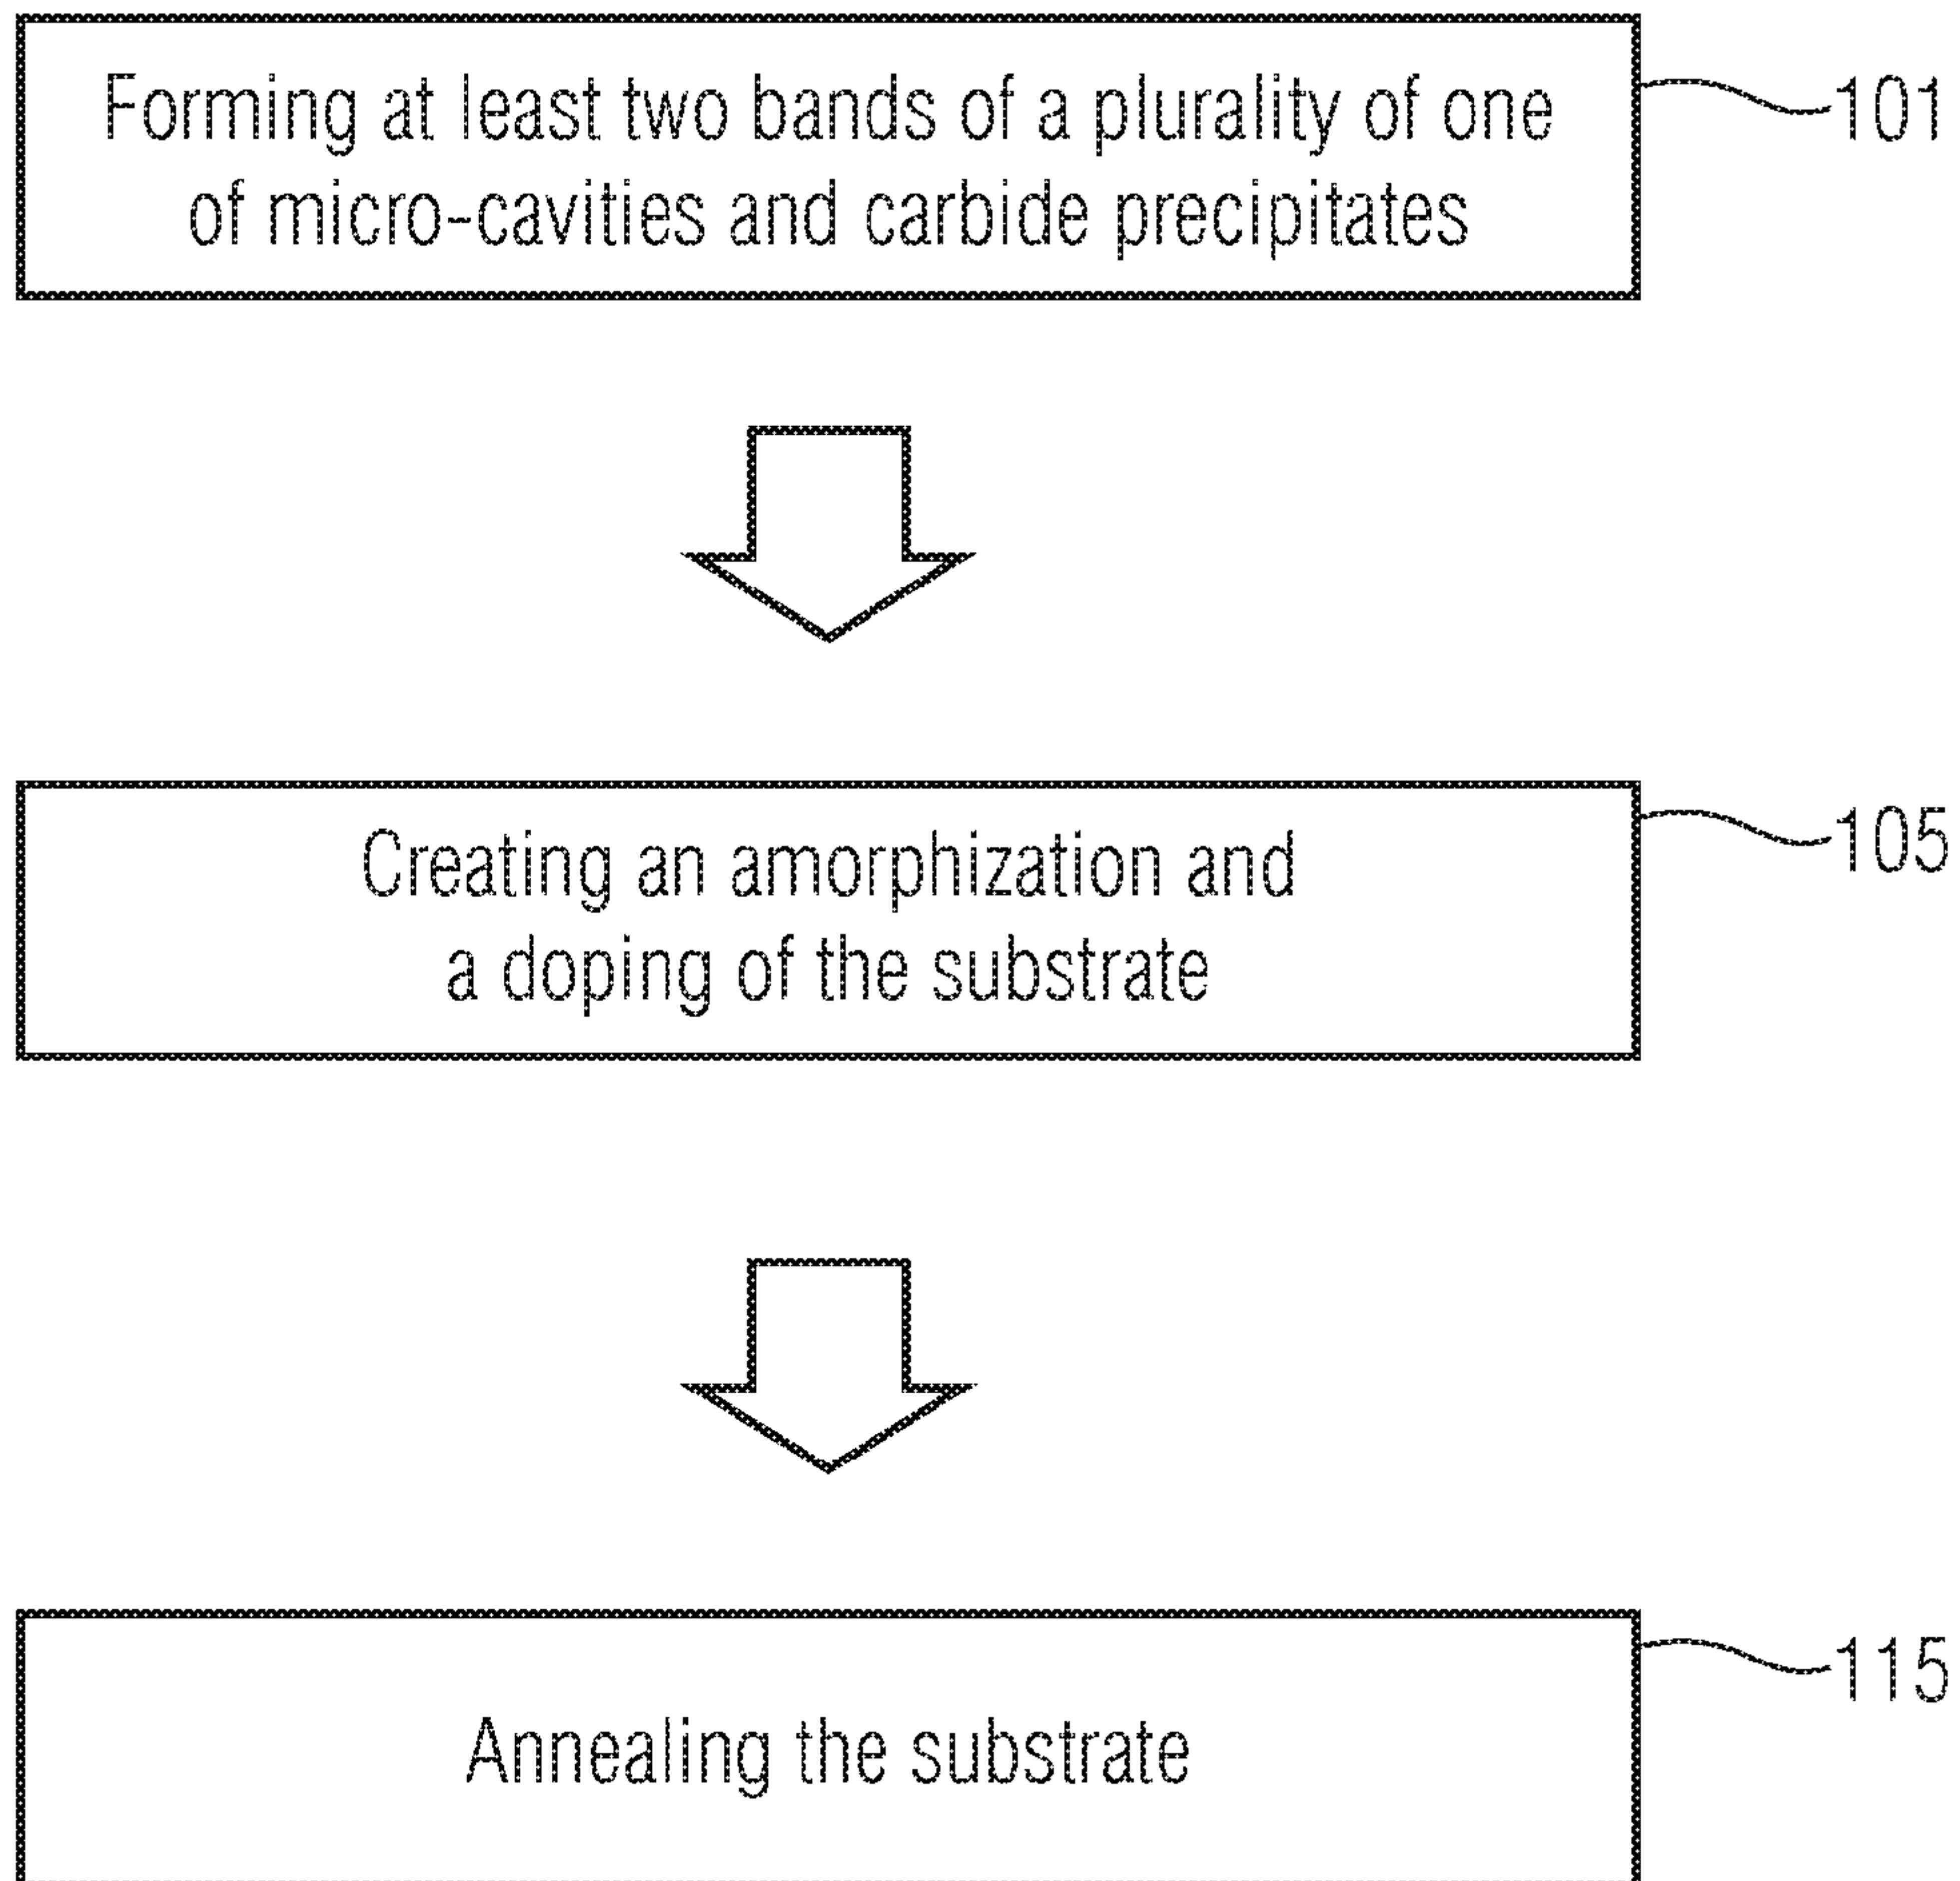 Forming at least two bands of a plurality of one
of micro-cavities and carbide precipitates
101
Creating an amorphization and
a doping of the substrate
105
Annealing the substrate
115